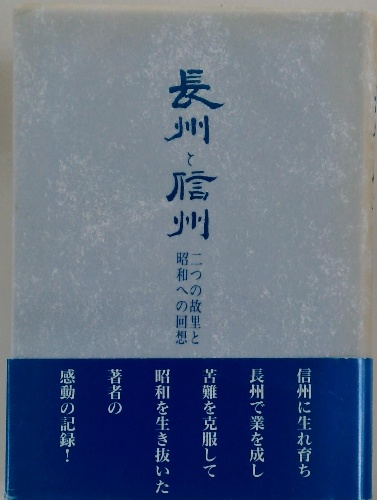 長州と信州
二つの故里と
昭和への回想
信州に生れ育ち
長州で業を成し
苦難を克服して
昭和を生き抜いた
著者の
感動の記録！